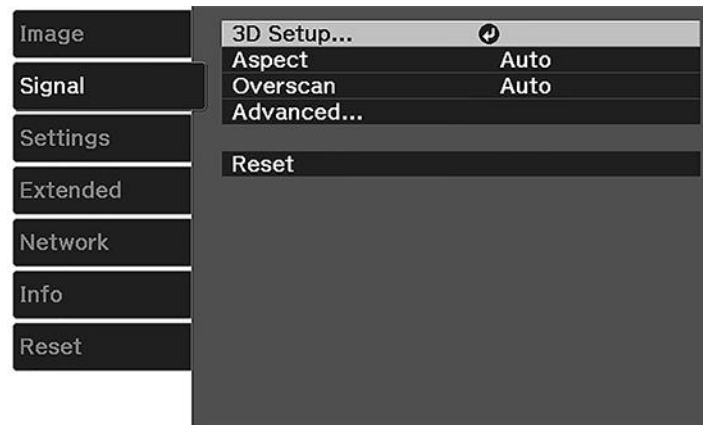 Image
Signal
Settings
Extended
Network
Info
Reset
3D Setup...
Aspect Auto
Overscan Auto
Advanced...
Reset